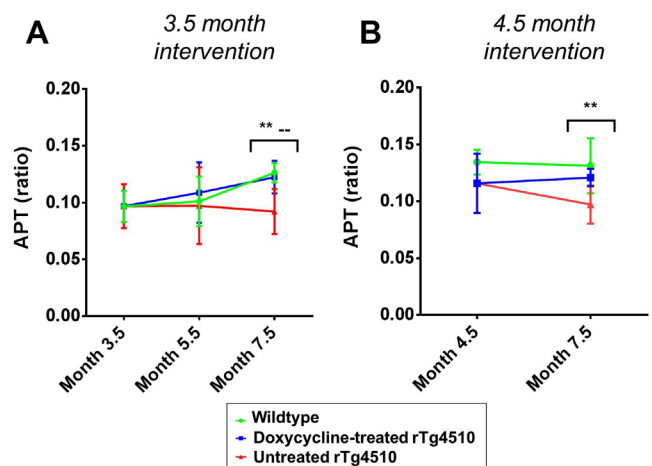 A
3.5 month
intervention
APT (ratio)
0.20
0.15
0.10
0.05
0.00
** --
Month 3.5
Month 5.5
Month 7.5
B
4.5 month
intervention
APT (ratio)
0.20
0.15
0.10
0.05
0.00
**
Month 4.5
Month 7.5
Wildtype
Doxycycline-treated rTg4510
Untreated rTg4510